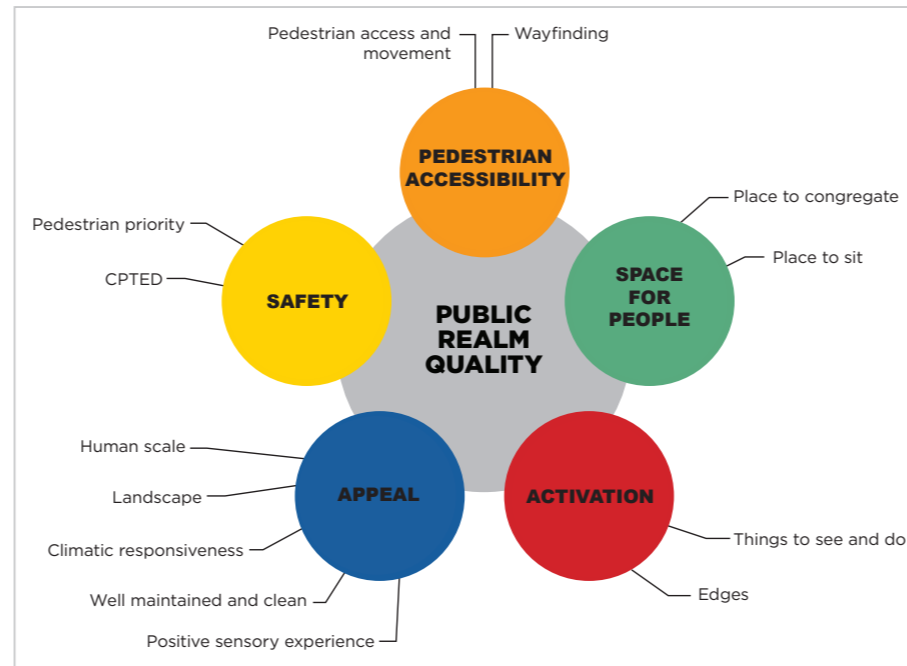 Pedestrian access and
movement
Wayfinding
PEDESTRIAN
ACCESSIBILITY
Place to congregate
Place to sit
SPACE
FOR
PEOPLE
Pedestrian priority
CPTED
SAFETY
PUBLIC
REALM
QUALITY
Human scale
Landscape
Climatic responsiveness
Well maintained and clean
Positive sensory experience
APPEAL
ACTIVATION
Things to see and do
Edges